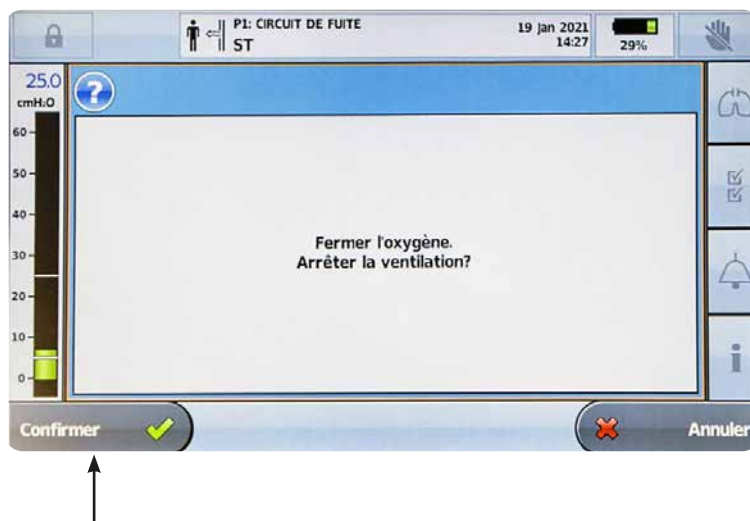 P1: CIRCUIT DE FUITE
ST
19 Jan 2021
14:27
29%
25.0
cmH2O
60
50
40
30
20
10
0
?
Fermer l'oxygène.
Arrêter la ventilation?
i
Confirmer
Annuler